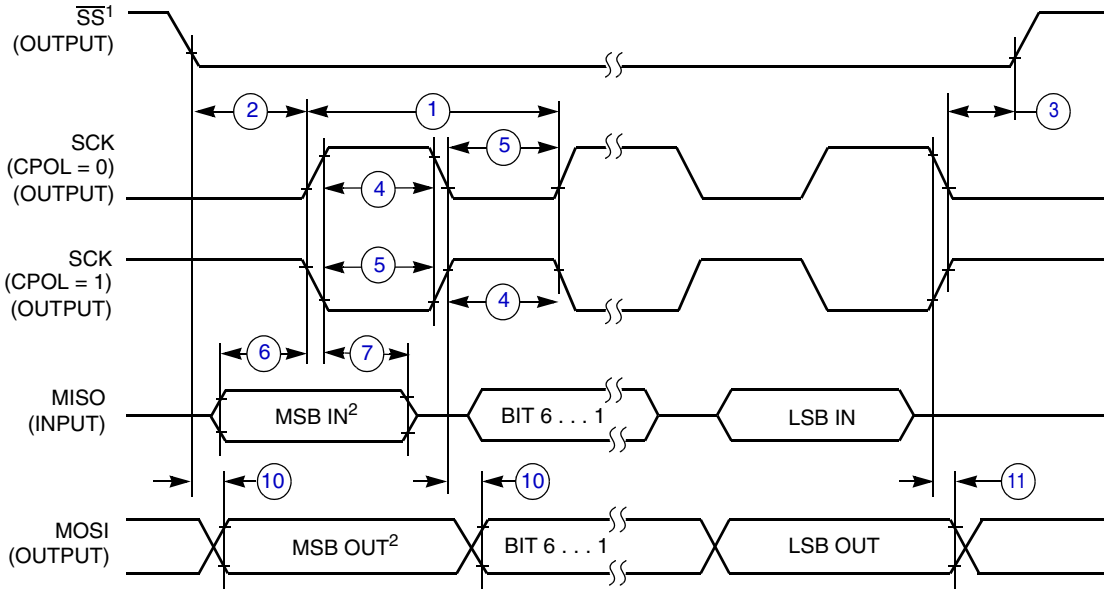 SS¹
(OUTPUT)
2
1
3
SCK
(CPOL = 0)
(OUTPUT)
5
4
SCK
(CPOL = 1)
(OUTPUT)
5
4
6
7
MISO
(INPUT)
MSB IN²
BIT 6 . . . 1
LSB IN
10
10
11
MOSI
(OUTPUT)
MSB OUT²
BIT 6 . . . 1
LSB OUT